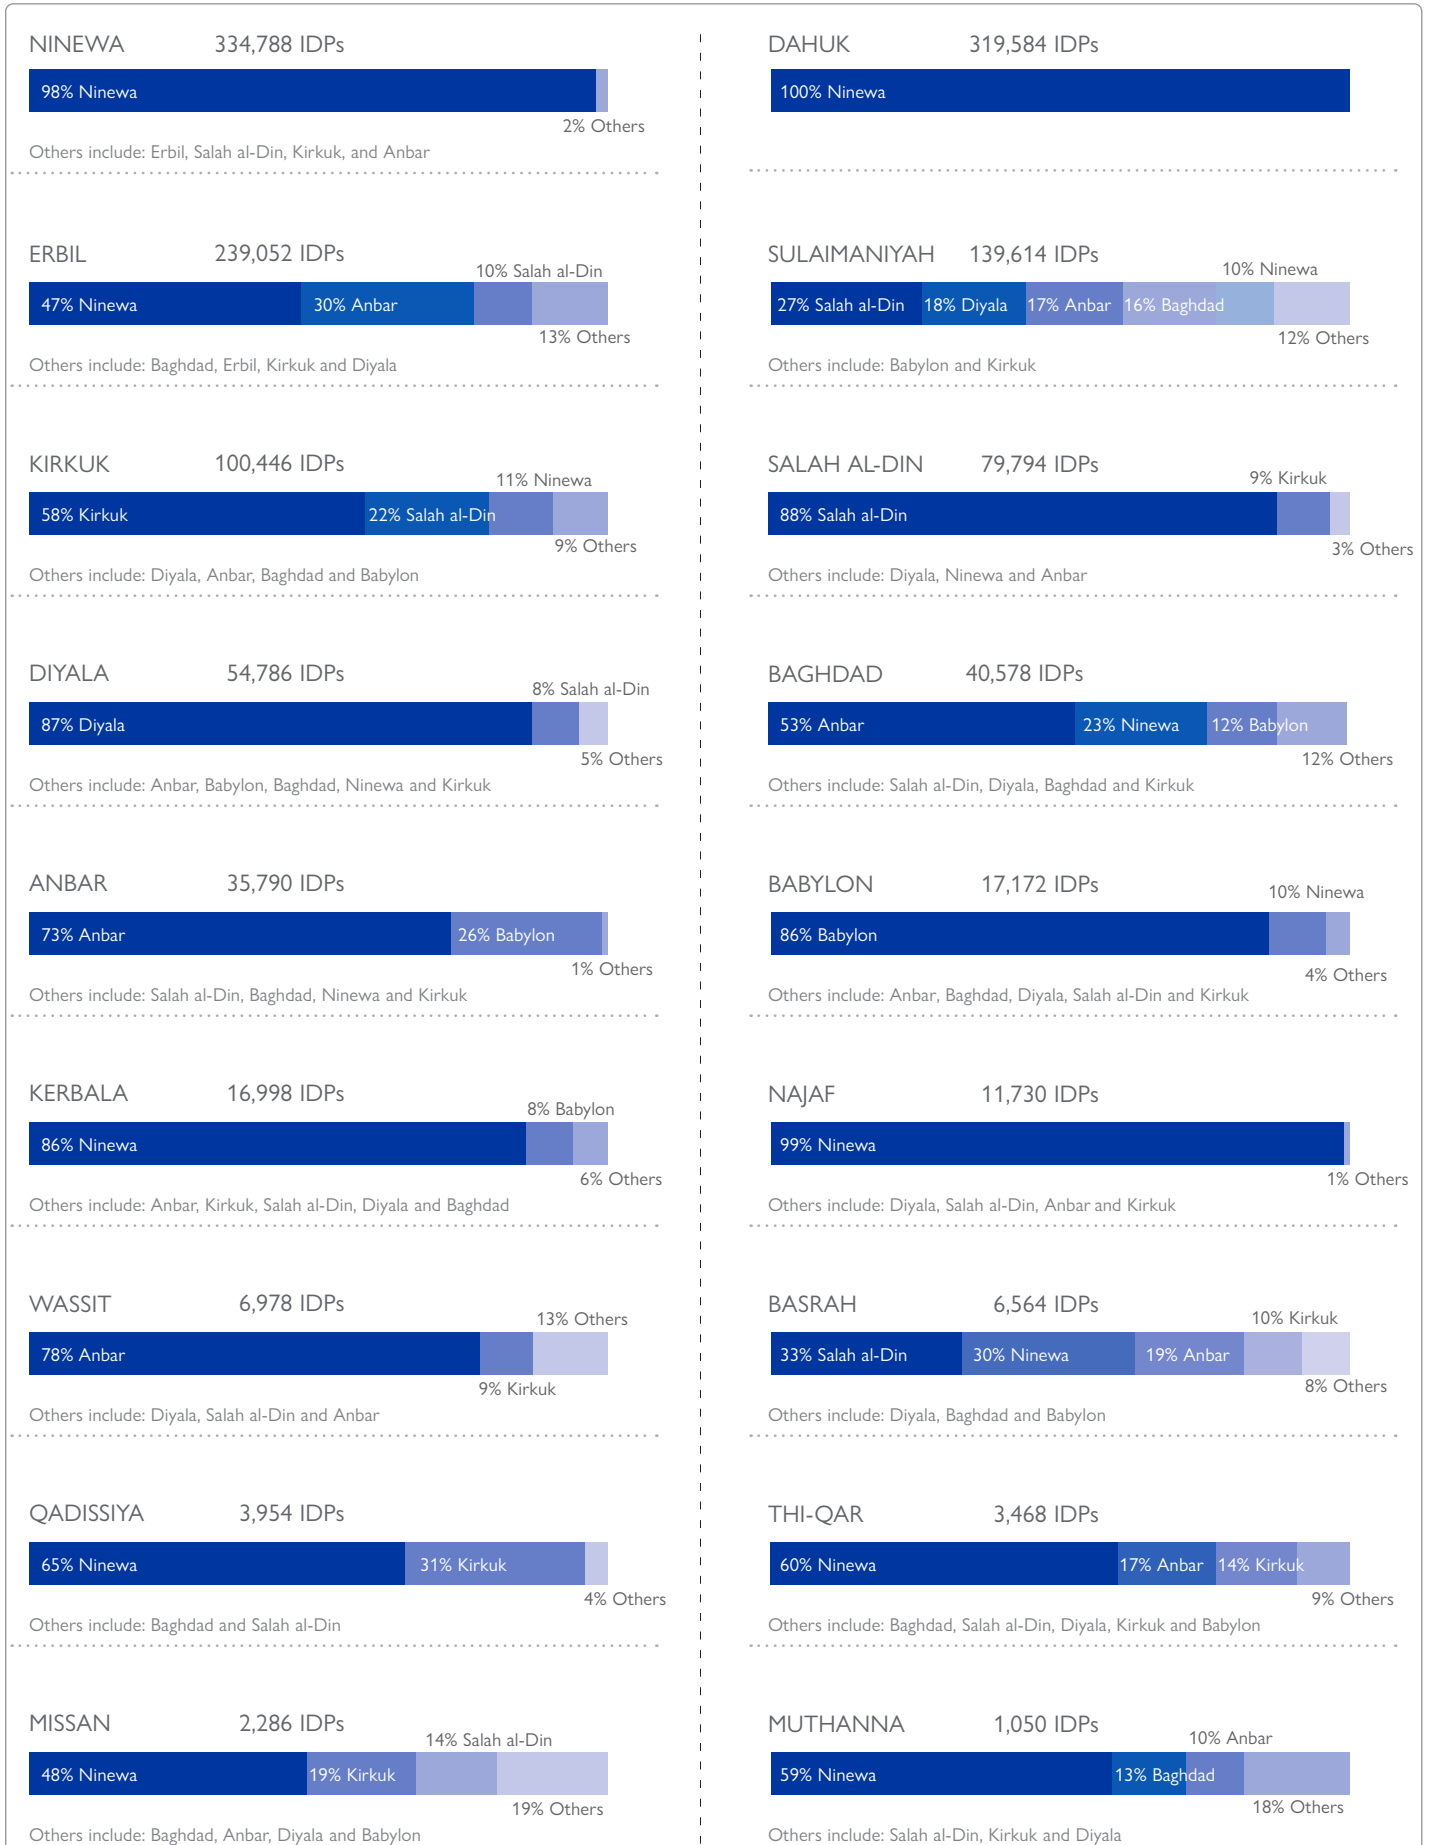 NINEWA 334,788 IDPs
98% Ninewa
2% Others
Others include: Erbil, Salah al-Din, Kirkuk, and Anbar
DAHUK 319,584 IDPs
100% Ninewa
ERBIL 239,052 IDPs
10% Salah al-Din
47% Ninewa 30% Anbar
13% Others
Others include: Baghdad, Erbil, Kirkuk and Diyala
SULAIMANIYAH 139,614 IDPs
10% Ninewa
27% Salah al-Din 18% Diyala 17% Anbar 16% Baghdad
12% Others
Others include: Babylon and Kirkuk
KIRKUK 100,446 IDPs
11% Ninewa
58% Kirkuk 22% Salah al-Din
9% Others
Others include: Diyala, Anbar, Baghdad and Babylon
SALAH AL-DIN 79,794 IDPs
9% Kirkuk
88% Salah al-Din
3% Others
Others include: Diyala, Ninewa and Anbar
DIYALA 54,786 IDPs
8% Salah al-Din
87% Diyala
5% Others
Others include: Anbar, Babylon, Baghdad, Ninewa and Kirkuk
BAGHDAD 40,578 IDPs
53% Anbar 23% Ninewa 12% Babylon
12% Others
Others include: Salah al-Din, Diyala, Baghdad and Kirkuk
ANBAR 35,790 IDPs
73% Anbar 26% Babylon
1% Others
Others include: Salah al-Din, Baghdad, Ninewa and Kirkuk
BABYLON 17,172 IDPs
10% Ninewa
86% Babylon
4% Others
Others include: Anbar, Baghdad, Diyala, Salah al-Din and Kirkuk
KERBALA 16,998 IDPs
8% Babylon
86% Ninewa
6% Others
Others include: Anbar, Kirkuk, Salah al-Din, Diyala and Baghdad
NAJAF 11,730 IDPs
99% Ninewa
1% Others
Others include: Diyala, Salah al-Din, Anbar and Kirkuk
WASSIT 6,978 IDPs
13% Others
78% Anbar
9% Kirkuk
Others include: Diyala, Salah al-Din and Anbar
BASRAH 6,564 IDPs
10% Kirkuk
33% Salah al-Din 30% Ninewa 19% Anbar
8% Others
Others include: Diyala, Baghdad and Babylon
QADISSIYA 3,954 IDPs
65% Ninewa 31% Kirkuk
4% Others
Others include: Baghdad and Salah al-Din
THI-QAR 3,468 IDPs
60% Ninewa 17% Anbar 14% Kirkuk
9% Others
Others include: Baghdad, Salah al-Din, Diyala, Kirkuk and Babylon
MISSAN 2,286 IDPs
14% Salah al-Din
48% Ninewa 19% Kirkuk
19% Others
Others include: Baghdad, Anbar, Diyala and Babylon
MUTHANNA 1,050 IDPs
10% Anbar
59% Ninewa 13% Baghdad
18% Others
Others include: Salah al-Din, Kirkuk and Diyala